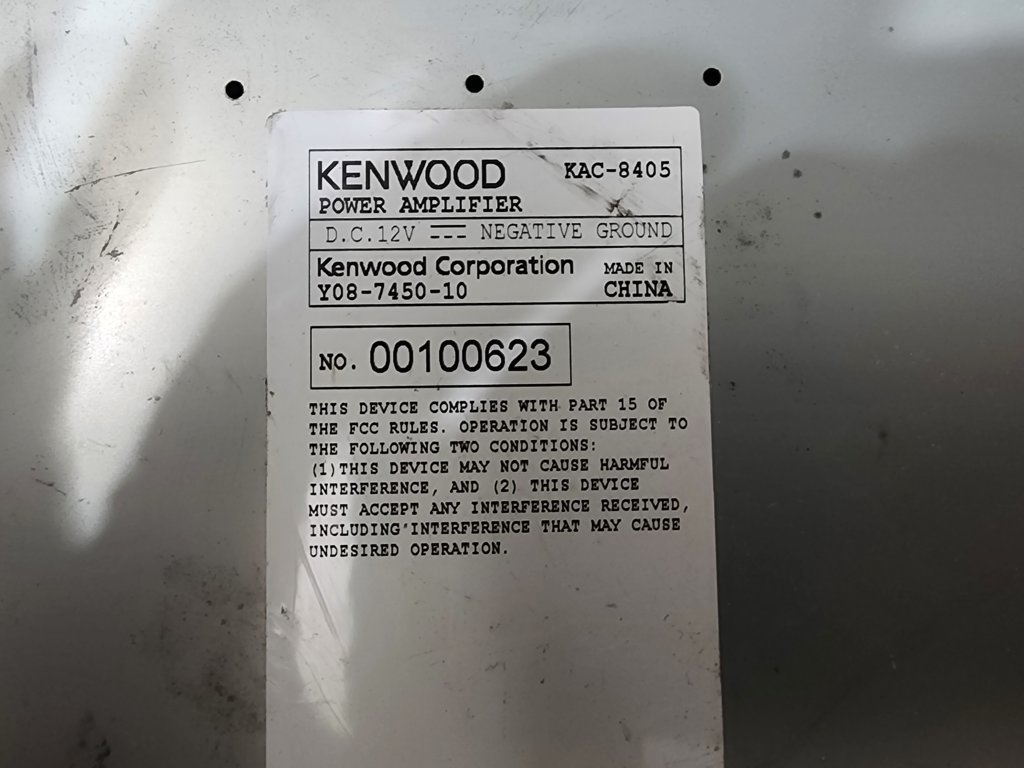 KENWOOD KAC-8405
POWER AMPLIFIER
D.C.12V ⎓ NEGATIVE GROUND
Kenwood Corporation MADE IN
Y08-7450-10 CHINA
NO. 00100623
THIS DEVICE COMPLIES WITH PART 15 OF
THE FCC RULES. OPERATION IS SUBJECT TO
THE FOLLOWING TWO CONDITIONS:
(1)THIS DEVICE MAY NOT CAUSE HARMFUL
INTERFERENCE, AND (2) THIS DEVICE
MUST ACCEPT ANY INTERFERENCE RECEIVED,
INCLUDING INTERFERENCE THAT MAY CAUSE
UNDESIRED OPERATION.